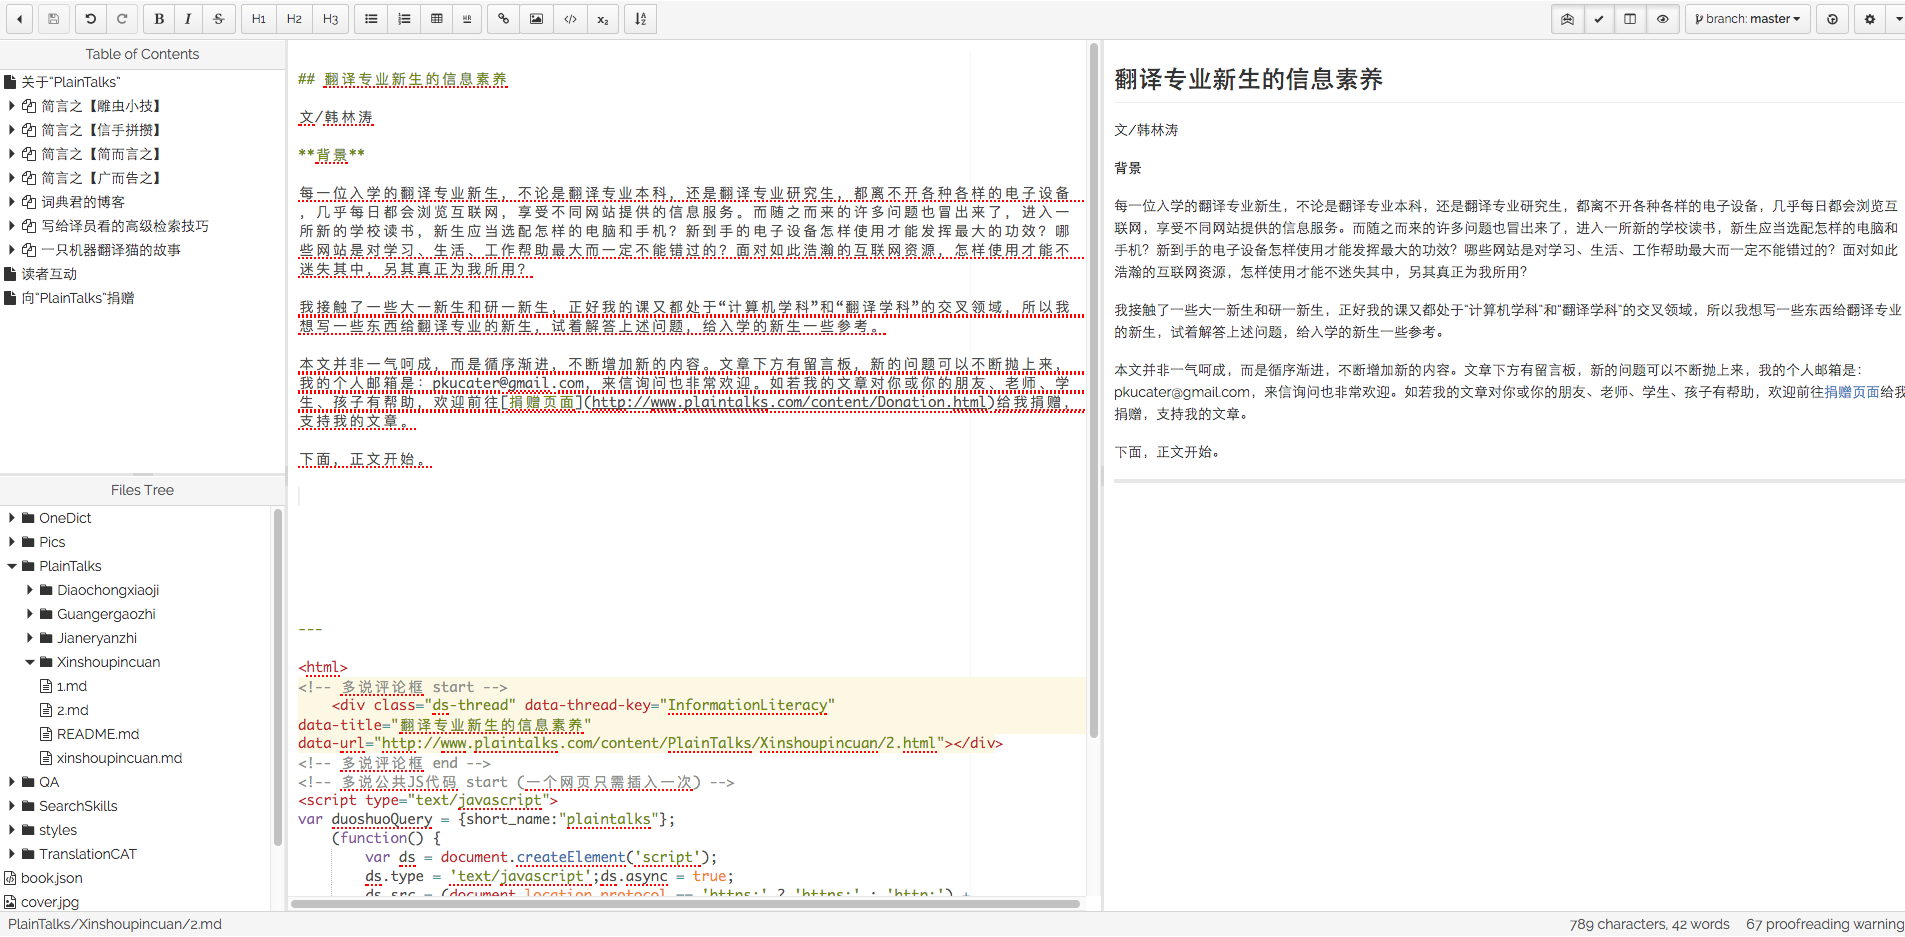 B I S H1 H2 H3 HR x₂ branch: master
Table of Contents
关于“PlainTalks”
简言之【雕虫小技】
简言之【信手拼攒】
简言之【简而言之】
简言之【广而告之】
词典君的博客
写给译员看的高级检索技巧
一只机器翻译猫的故事
读者互动
向“PlainTalks”捐赠
Files Tree
OneDict
Pics
PlainTalks
Diaochongxiaoji
Guangergaozhi
Jianeryanzhi
Xinshoupincuan
1.md
2.md
README.md
xinshoupincuan.md
QA
SearchSkills
styles
TranslationCAT
book.json
cover.jpg
## 翻译专业新生的信息素养
文/韩林涛
**背景**
每一位入学的翻译专业新生，不论是翻译专业本科，还是翻译专业研究生，都离不开各种各样的电子设备
，几乎每日都会浏览互联网，享受不同网站提供的信息服务。而随之而来的许多问题也冒出来了，进入一
所新的学校读书，新生应当选配怎样的电脑和手机？新到手的电子设备怎样使用才能发挥最大的功效？哪
些网站是对学习、生活、工作帮助最大而一定不能错过的？面对如此浩瀚的互联网资源，怎样使用才能不
迷失其中，另其真正为我所用？
我接触了一些大一新生和研一新生，正好我的课又都处于“计算机学科”和“翻译学科”的交叉领域，所以我
想写一些东西给翻译专业的新生，试着解答上述问题，给入学的新生一些参考。
本文并非一气呵成，而是循序渐进，不断增加新的内容。文章下方有留言板，新的问题可以不断抛上来，
我的个人邮箱是：pkucater@gmail.com，来信询问也非常欢迎。如若我的文章对你或你的朋友、老师、学
生、孩子有帮助，欢迎前往[捐赠页面](http://www.plaintalks.com/content/Donation.html)给我捐赠，
支持我的文章。
下面，正文开始。
---
<html>
<!-- 多说评论框 start -->
<div class="ds-thread" data-thread-key="InformationLiteracy"
data-title="翻译专业新生的信息素养"
data-url="http://www.plaintalks.com/content/PlainTalks/Xinshoupincuan/2.html"></div>
<!-- 多说评论框 end -->
<!-- 多说公共JS代码 start (一个网页只需插入一次) -->
<script type="text/javascript">
var duoshuoQuery = {short_name:"plaintalks"};
(function() {
var ds = document.createElement('script');
ds.type = 'text/javascript';ds.async = true;
ds.src = (document.location.protocol == 'https:' ? 'https:' : 'http:') +
翻译专业新生的信息素养
文/韩林涛
背景
每一位入学的翻译专业新生，不论是翻译专业本科，还是翻译专业研究生，都离不开各种各样的电子设备，几乎每日都会浏览互
联网，享受不同网站提供的信息服务。而随之而来的许多问题也冒出来了，进入一所新的学校读书，新生应当选配怎样的电脑和
手机？新到手的电子设备怎样使用才能发挥最大的功效？哪些网站是对学习、生活、工作帮助最大而一定不能错过的？面对如此
浩瀚的互联网资源，怎样使用才能不迷失其中，另其真正为我所用？
我接触了一些大一新生和研一新生，正好我的课又都处于“计算机学科”和“翻译学科”的交叉领域，所以我想写一些东西给翻译专业
的新生，试着解答上述问题，给入学的新生一些参考。
本文并非一气呵成，而是循序渐进，不断增加新的内容。文章下方有留言板，新的问题可以不断抛上来，我的个人邮箱是：
pkucater@gmail.com，来信询问也非常欢迎。如若我的文章对你或你的朋友、老师、学生、孩子有帮助，欢迎前往捐赠页面给我
捐赠，支持我的文章。
下面，正文开始。
PlainTalks/Xinshoupincuan/2.md
789 characters, 42 words 67 proofreading warning